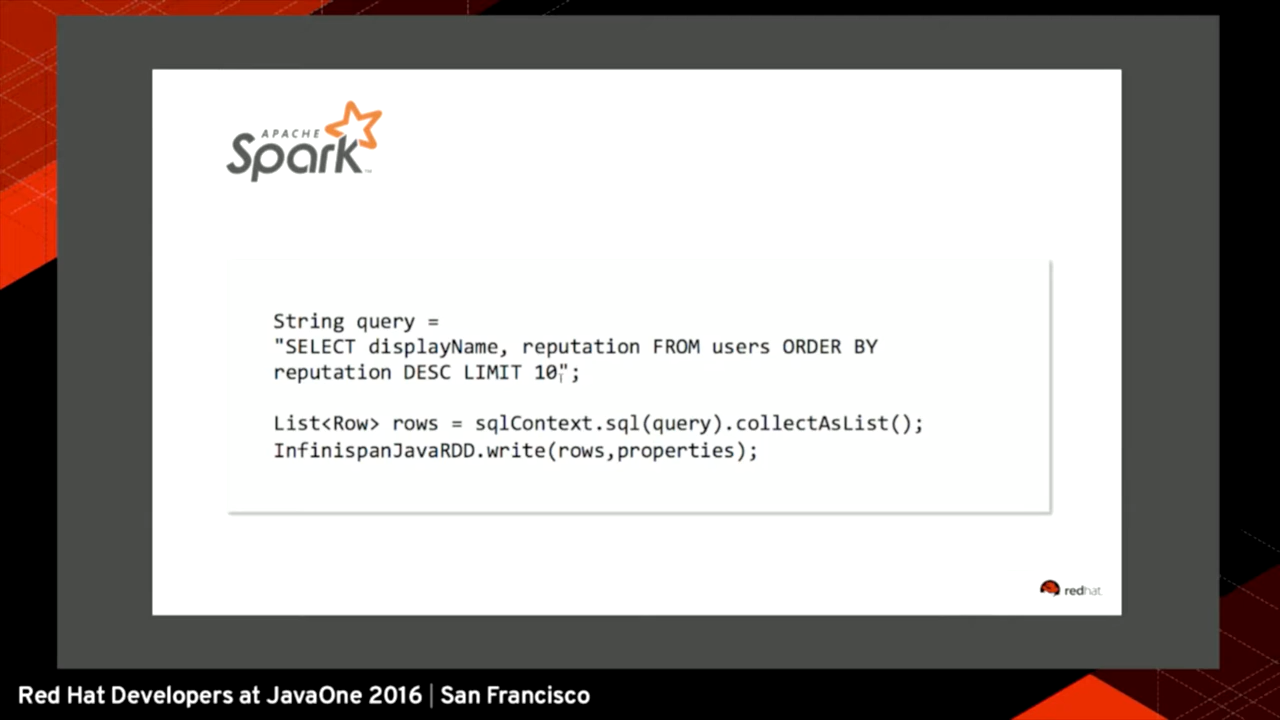 APACHE
Spark™
String query =
"SELECT displayName, reputation FROM users ORDER BY
reputation DESC LIMIT 10";
List<Row> rows = sqlContext.sql(query).collectAsList();
InfinispanJavaRDD.write(rows,properties);
redhat.
Red Hat Developers at JavaOne 2016 | San Francisco